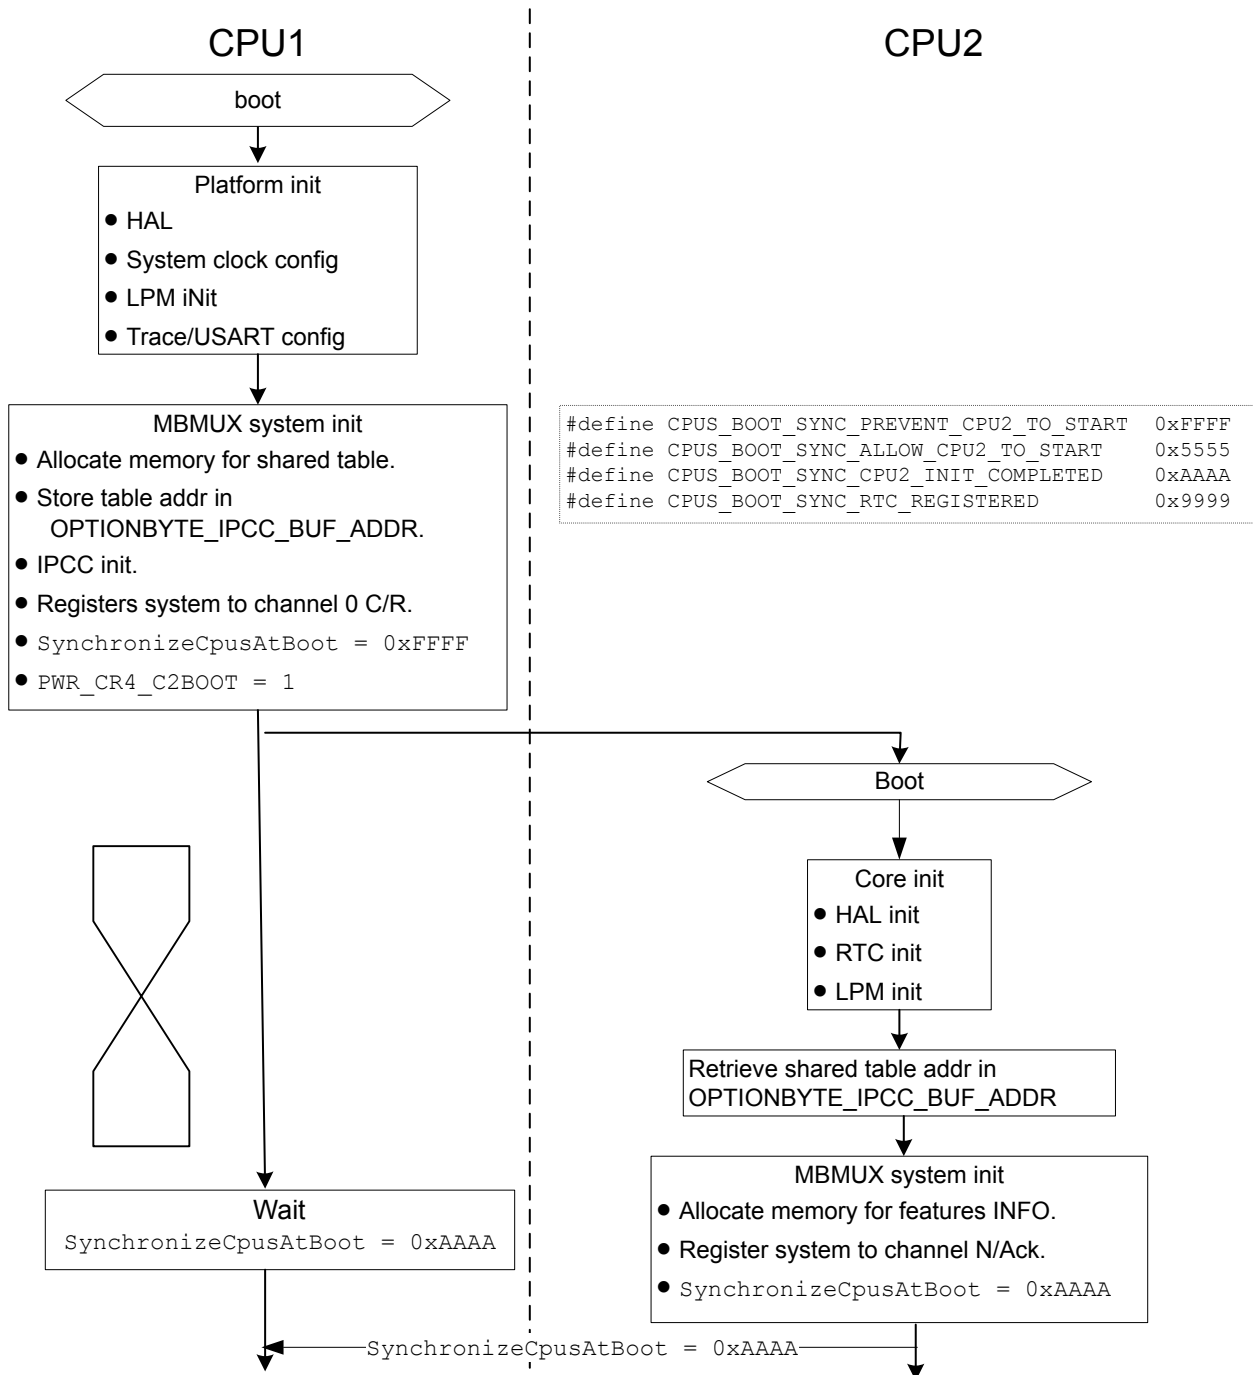 CPU1
CPU2
boot
Platform init
● HAL
● System clock config
● LPM iNit
● Trace/USART config
MBMUX system init
● Allocate memory for shared table.
● Store table addr in
OPTIONBYTE_IPCC_BUF_ADDR.
● IPCC init.
● Registers system to channel 0 C/R.
● SynchronizeCpusAtBoot = 0xFFFF
● PWR_CR4_C2BOOT = 1
#define CPUS_BOOT_SYNC_PREVENT_CPU2_TO_START 0xFFFF
#define CPUS_BOOT_SYNC_ALLOW_CPU2_TO_START 0x5555
#define CPUS_BOOT_SYNC_CPU2_INIT_COMPLETED 0xAAAA
#define CPUS_BOOT_SYNC_RTC_REGISTERED 0x9999
Boot
Core init
● HAL init
● RTC init
● LPM init
Retrieve shared table addr in
OPTIONBYTE_IPCC_BUF_ADDR
MBMUX system init
● Allocate memory for features INFO.
● Register system to channel N/Ack.
● SynchronizeCpusAtBoot = 0xAAAA
Wait
SynchronizeCpusAtBoot = 0xAAAA
SynchronizeCpusAtBoot = 0xAAAA